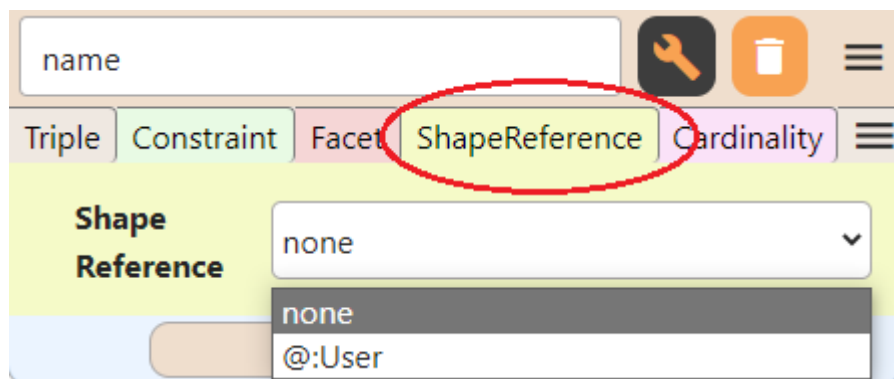 name
Triple Constraint Facet ShapeReference Cardinality
Shape
Reference
none
none
@:User